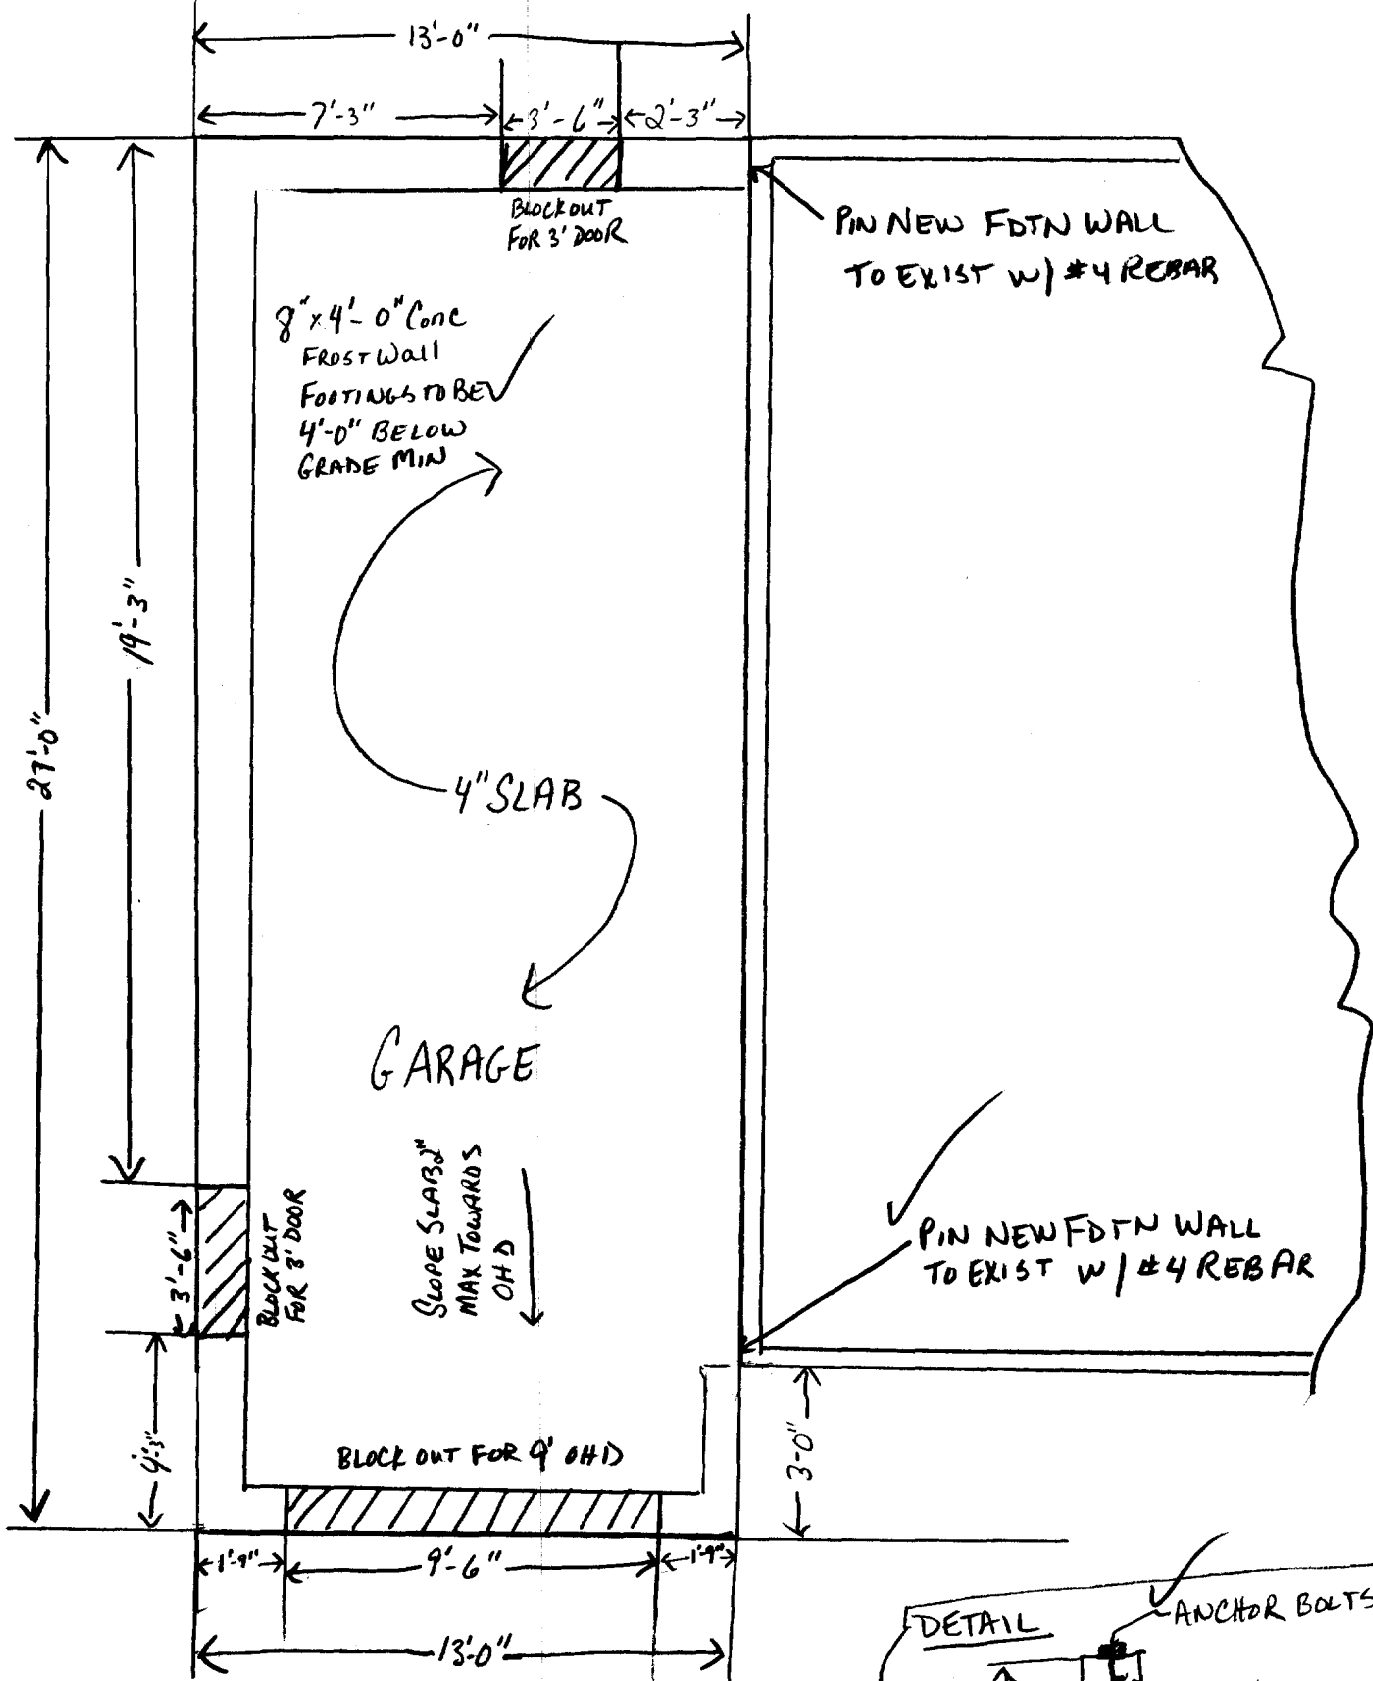 13'-0"
7'-3" 3'-6" 2'-3"
BLOCKOUT
FOR 3' DOOR
PIN NEW FDTN WALL
TO EXIST W/ #4 REBAR
8" x 4'-0" Conc
FROST Wall
FOOTINGS TO BE
4'-0" BELOW
GRADE MIN
19'-3"
27'-0"
4" SLAB
GARAGE
SLOPE SLAB 2"
MAX TOWARDS
OHD
3'-6"
BLOCKOUT
FOR 3' DOOR
PIN NEW FDTN WALL
TO EXIST W/ #4 REBAR
4'-3"
BLOCK OUT FOR 9' OHD
3'-0"
1'-9" 9'-6" 1'-9"
13'-0"
DETAIL
ANCHOR BOLTS